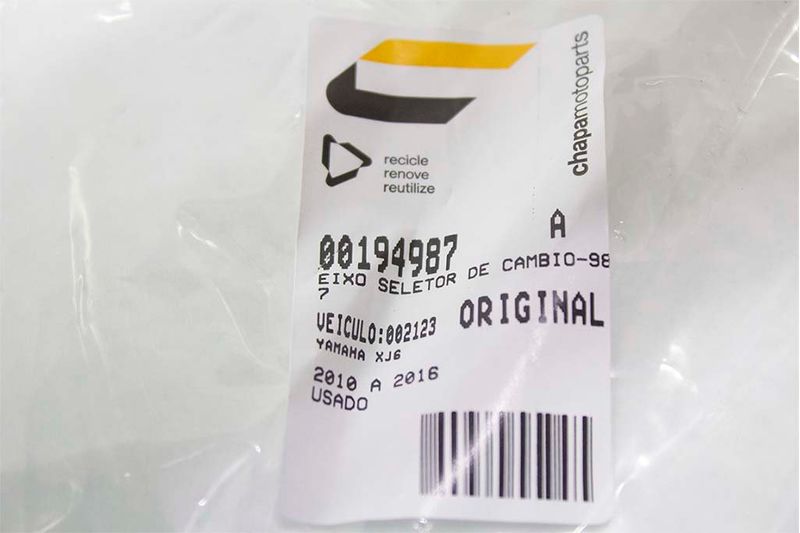 chapamotoparts
recicle
renove
reutilize
A
00194987
EIXO SELETOR DE CAMBIO-98
7
ORIGINAL
VEICULO:002123
YAMAHA XJ6
2010 A 2016
USADO